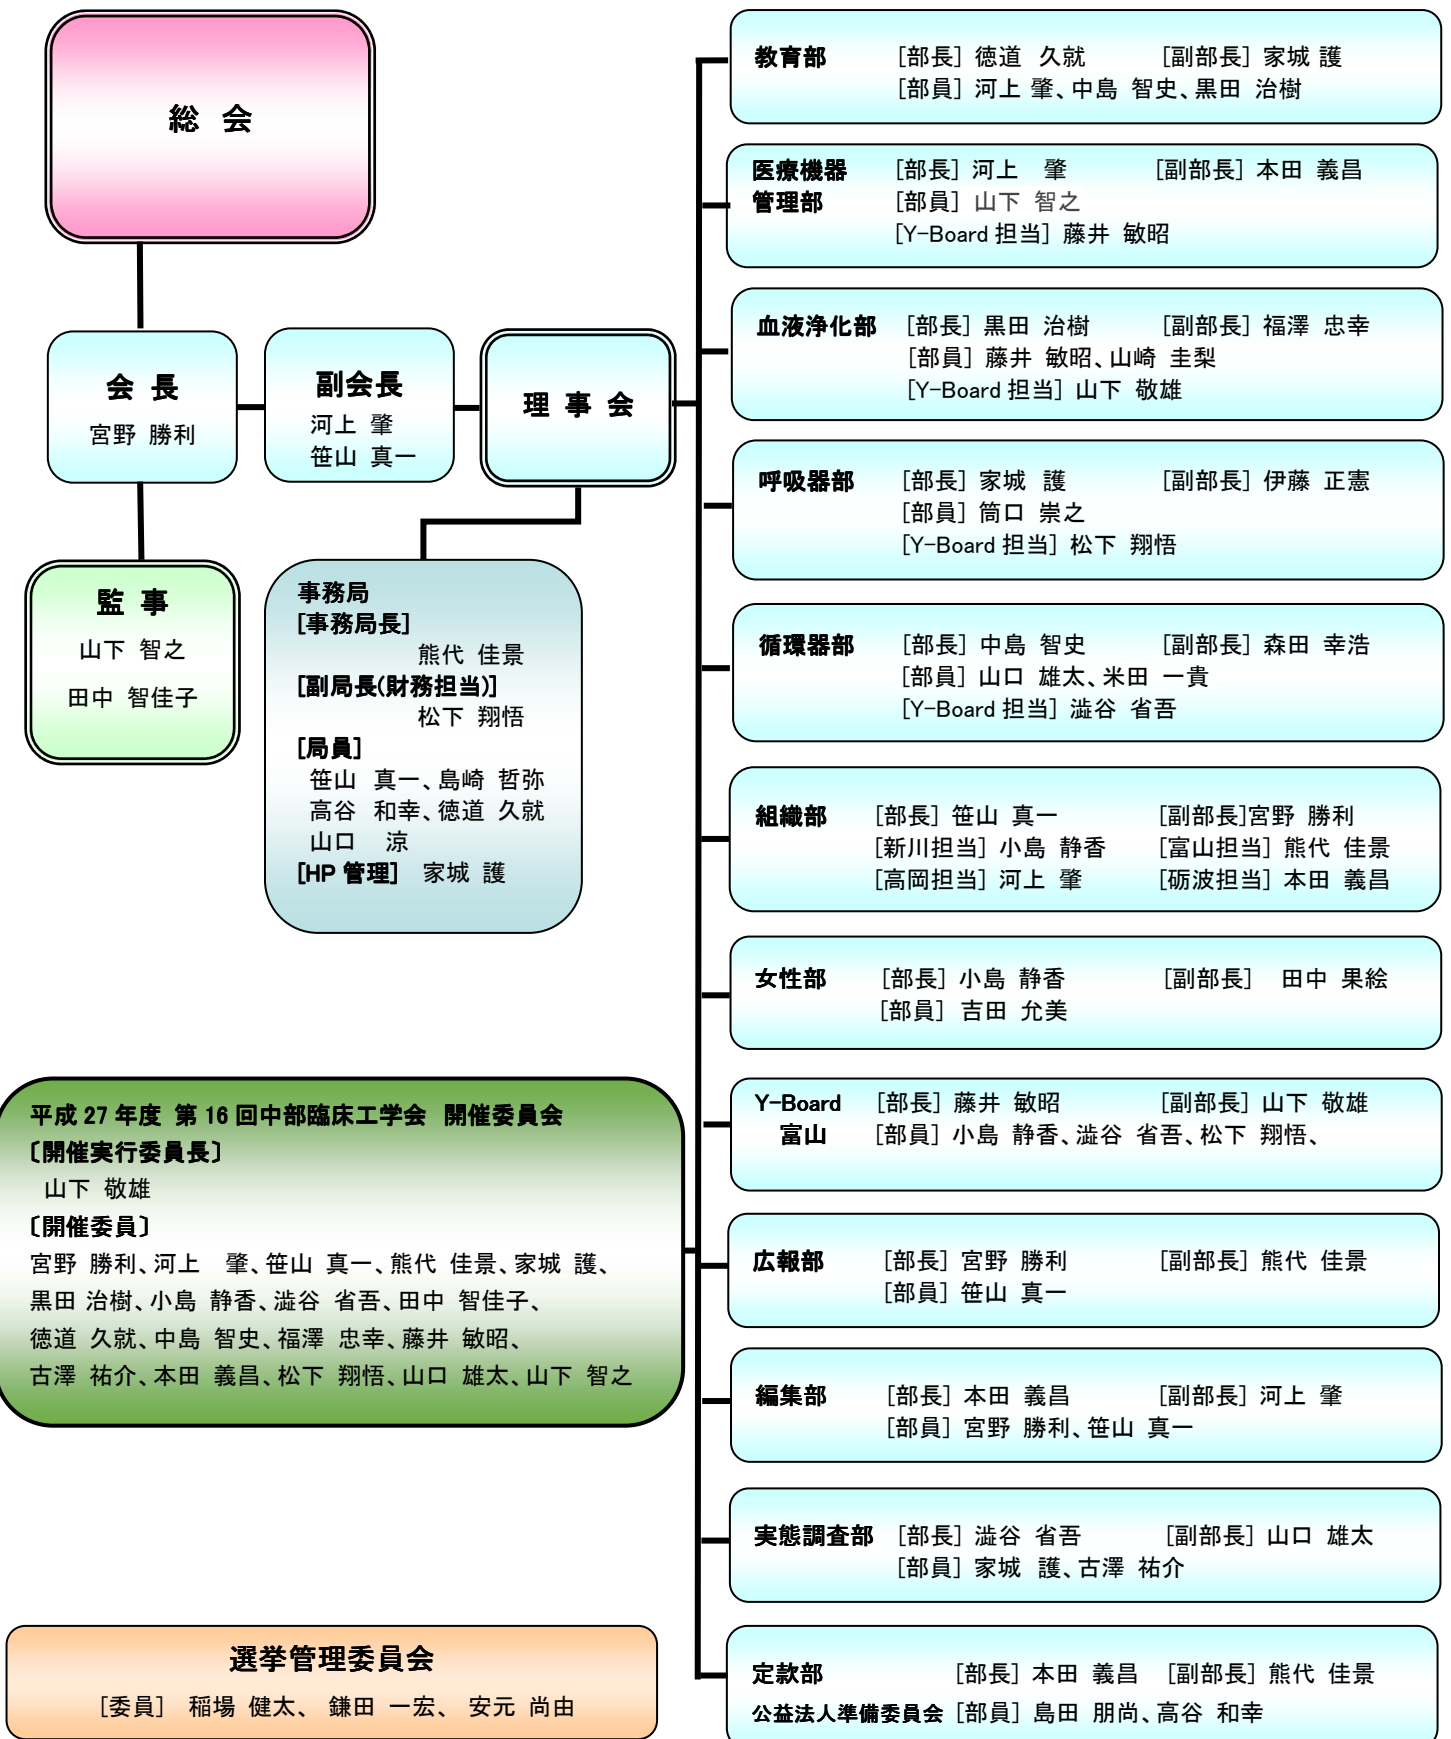 総 会
会 長
宮野 勝利
副会長
河上 肇
笹山 真一
理 事 会
監 事
山下 智之
田中 智佳子
事務局
[事務局長]
熊代 佳景
[副局長(財務担当)]
松下 翔悟
[局員]
笹山 真一、島崎 哲弥
高谷 和幸、徳道 久就
山口 涼
[HP 管理] 家城 護
平成 27 年度 第 16 回中部臨床工学会 開催委員会
〔開催実行委員長〕
山下 敬雄
〔開催委員〕
宮野 勝利、河上 肇、笹山 真一、熊代 佳景、家城 護、
黒田 治樹、小島 静香、澁谷 省吾、田中 智佳子、
徳道 久就、中島 智史、福澤 忠幸、藤井 敏昭、
古澤 祐介、本田 義昌、松下 翔悟、山口 雄太、山下 智之
選挙管理委員会
[委員] 稲場 健太、 鎌田 一宏、 安元 尚由
教育部 [部長] 徳道 久就 [副部長] 家城 護
[部員] 河上 肇、中島 智史、黒田 治樹
医療機器 [部長] 河上 肇 [副部長] 本田 義昌
管理部 [部員] 山下 智之
[Y-Board 担当] 藤井 敏昭
血液浄化部 [部長] 黒田 治樹 [副部長] 福澤 忠幸
[部員] 藤井 敏昭、山崎 圭梨
[Y-Board 担当] 山下 敬雄
呼吸器部 [部長] 家城 護 [副部長] 伊藤 正憲
[部員] 筒口 崇之
[Y-Board 担当] 松下 翔悟
循環器部 [部長] 中島 智史 [副部長] 森田 幸浩
[部員] 山口 雄太、米田 一貴
[Y-Board 担当] 澁谷 省吾
組織部 [部長] 笹山 真一 [副部長]宮野 勝利
[新川担当] 小島 静香 [富山担当] 熊代 佳景
[高岡担当] 河上 肇 [砺波担当] 本田 義昌
女性部 [部長] 小島 静香 [副部長] 田中 果絵
[部員] 吉田 允美
Y-Board [部長] 藤井 敏昭 [副部長] 山下 敬雄
富山 [部員] 小島 静香、澁谷 省吾、松下 翔悟、
広報部 [部長] 宮野 勝利 [副部長] 熊代 佳景
[部員] 笹山 真一
編集部 [部長] 本田 義昌 [副部長] 河上 肇
[部員] 宮野 勝利、笹山 真一
実態調査部 [部長] 澁谷 省吾 [副部長] 山口 雄太
[部員] 家城 護、古澤 祐介
定款部 [部長] 本田 義昌 [副部長] 熊代 佳景
公益法人準備委員会 [部員] 島田 朋尚、高谷 和幸